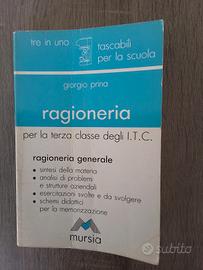 tre in uno
tascabili
per la scuola
giorgio prina
ragioneria
per la terza classe degli I.T.C.
ragioneria generale
• sintesi della materia
• analisi di problemi
e strutture aziendali
• esercitazioni svolte e da svolgere
• schemi didattici
per la memorizzazione
mursia
subito